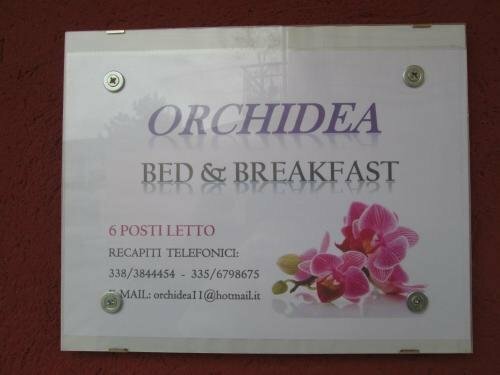 ORCHIDEA
BED & BREAKFAST
6 POSTI LETTO
RECAPITI TELEFONICI:
338/3844454 - 335/6798675
E-MAIL: orchidea11@hotmail.it